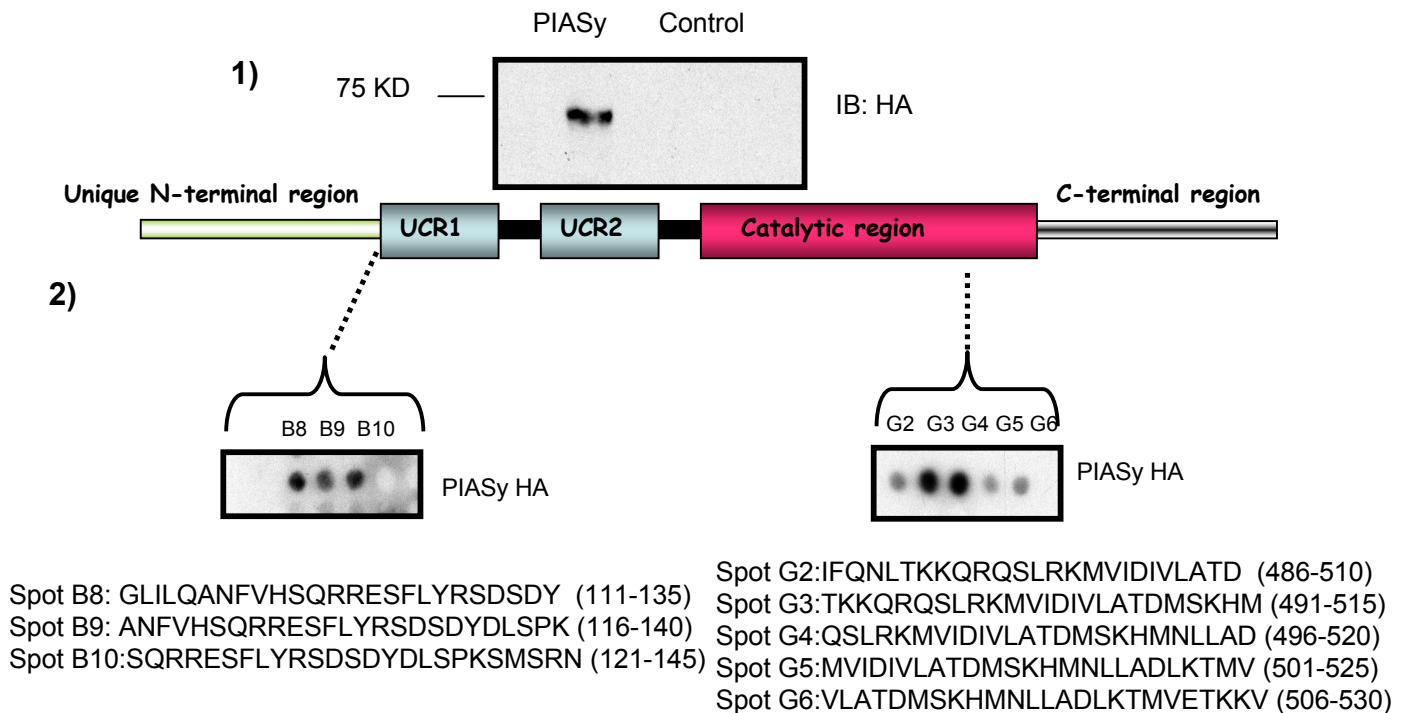 PIASy Control
1)
75 KD
IB: HA
Unique N-terminal region
C-terminal region
UCR1
UCR2
Catalytic region
2)
B8 B9 B10
G2 G3 G4 G5 G6
PIASy HA
PIASy HA
Spot B8: GLILQANFVHSQRRESFLYRSDSDY (111-135)
Spot B9: ANFVHSQRRESFLYRSDSDYDLSPK (116-140)
Spot B10:SQRRESFLYRSDSDYDLSPKSMSRN (121-145)
Spot G2:IFQNLTKKQRQSLRKMVIDIVLATD (486-510)
Spot G3:TKKQRQSLRKMVIDIVLATDMSKHM (491-515)
Spot G4:QSLRKMVIDIVLATDMSKHMNLLAD (496-520)
Spot G5:MVIDIVLATDMSKHMNLLADLKTMV (501-525)
Spot G6:VLATDMSKHMNLLADLKTMVETKKV (506-530)